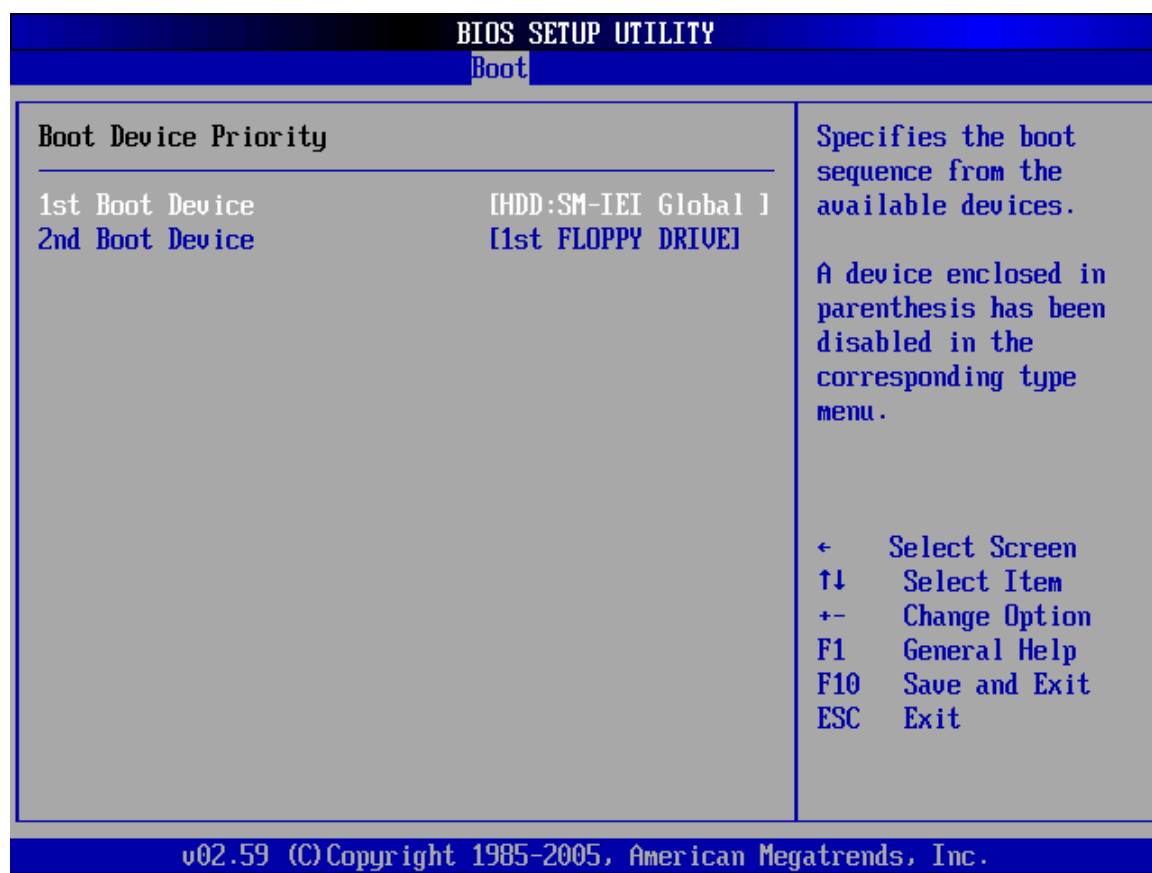 BIOS SETUP UTILITY
Boot
Boot Device Priority
1st Boot Device [HDD:SM-IEI Global ]
2nd Boot Device [1st FLOPPY DRIVE]
Specifies the boot
sequence from the
available devices.
A device enclosed in
parenthesis has been
disabled in the
corresponding type
menu.
← Select Screen
↑↓ Select Item
+- Change Option
F1 General Help
F10 Save and Exit
ESC Exit
v02.59 (C)Copyright 1985-2005, American Megatrends, Inc.